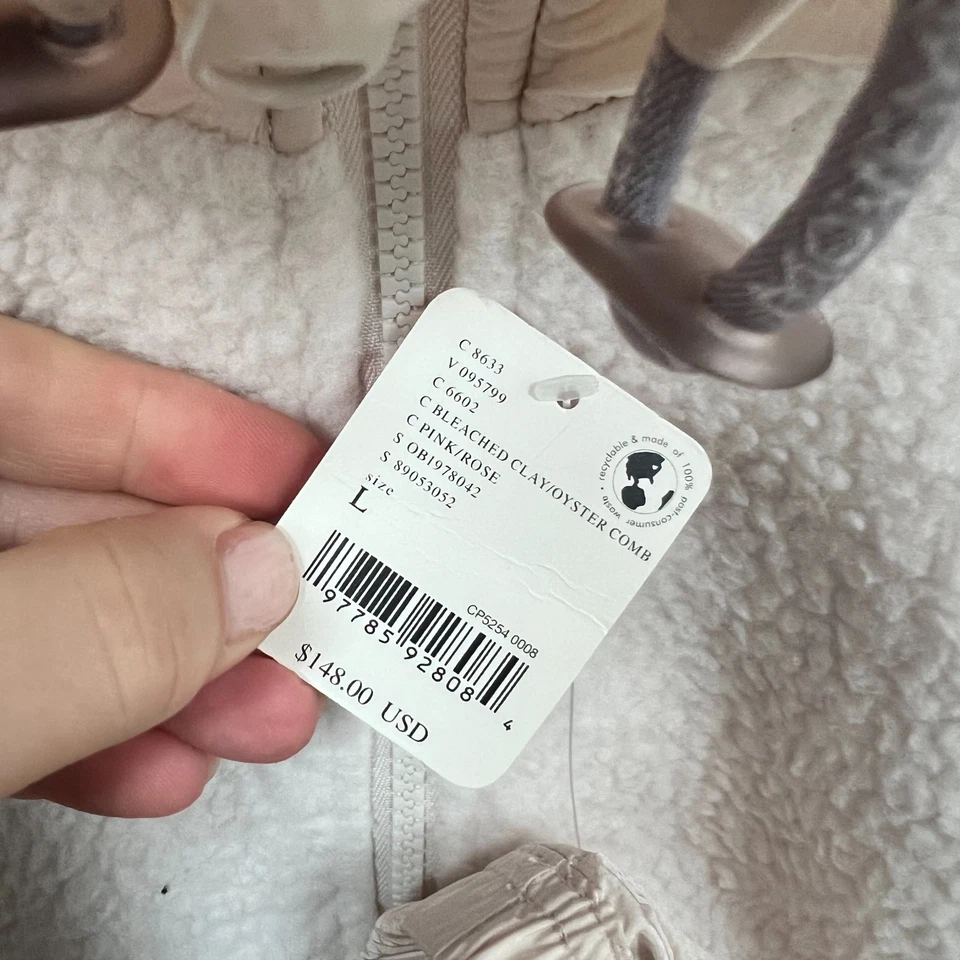 C 8633
V 095799
C 6602
C BLEACHED CLAY/OYSTER COMB
C PINK/ROSE
S OB1978042
S 89053052
size
L
recyclable & made of 100% post-consumer waste
CP5254 0008
97785 92808 4
$148.00 USD